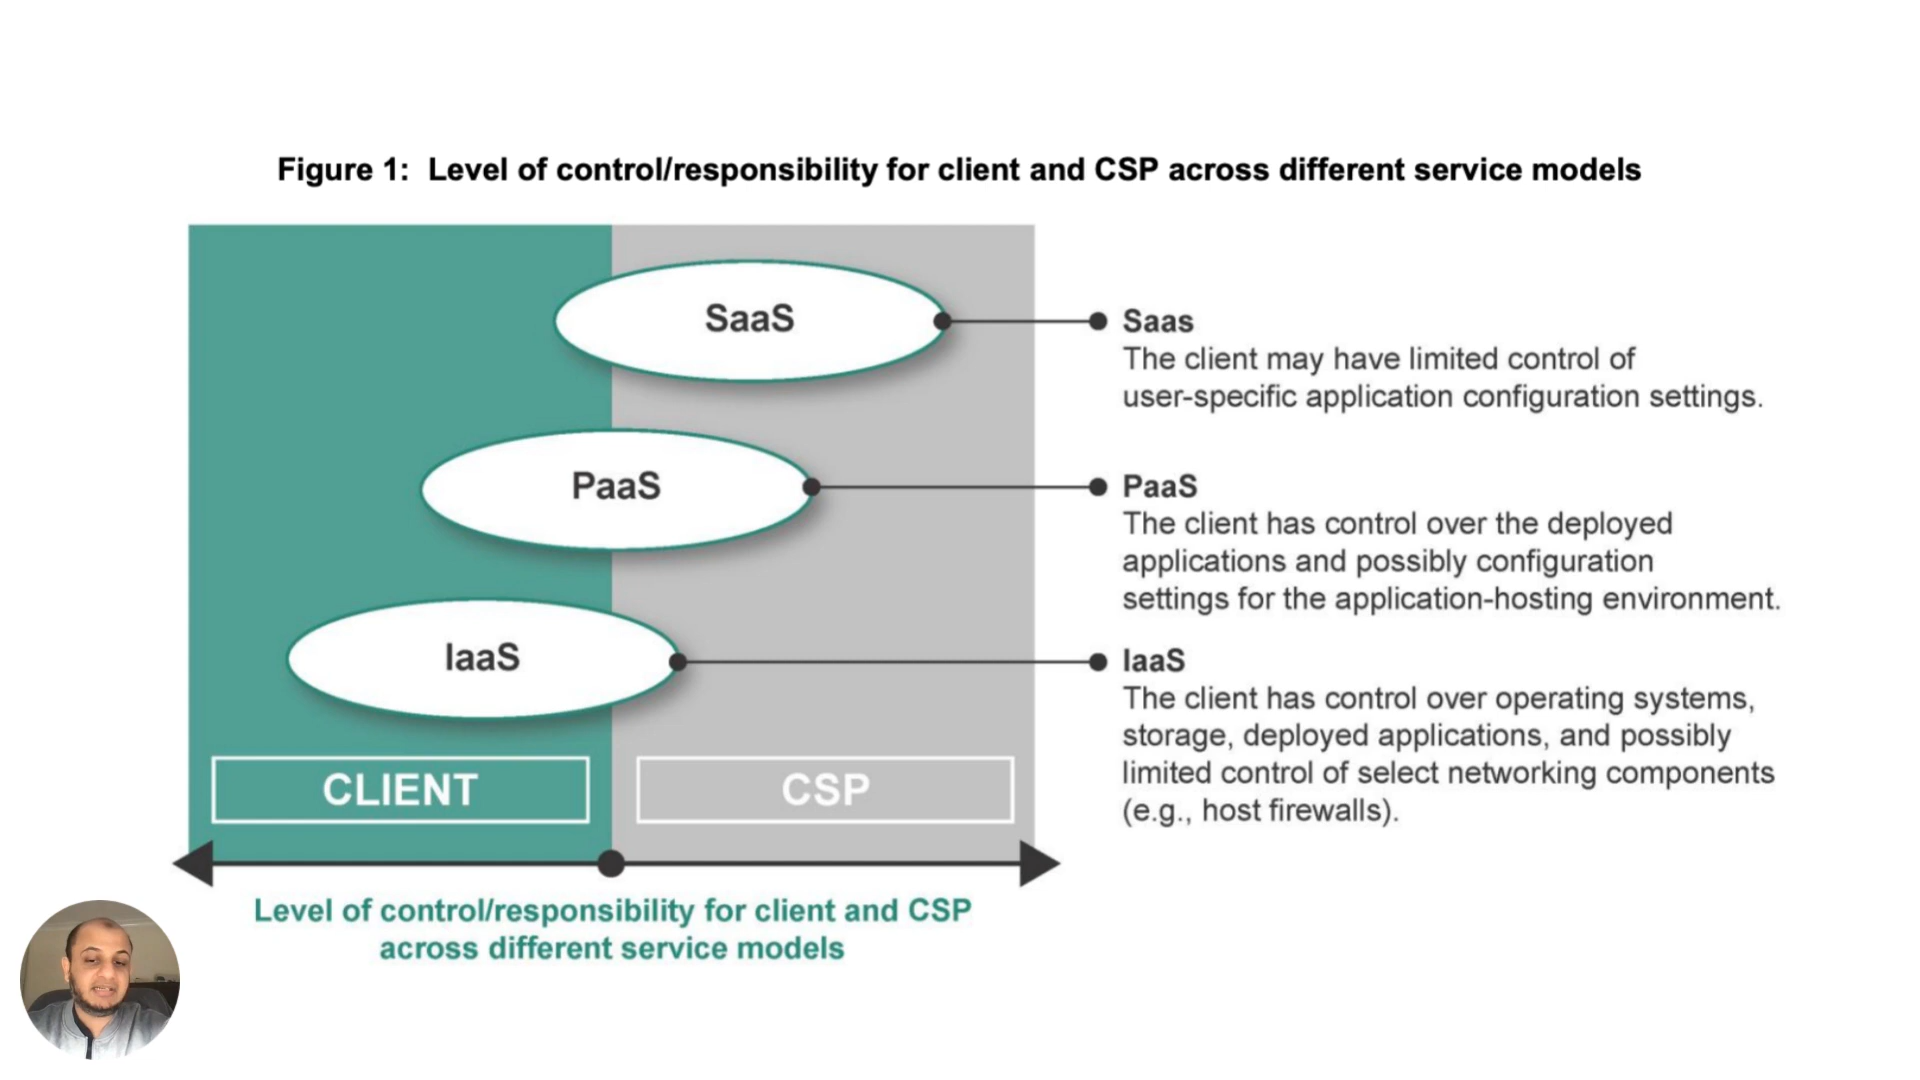 Figure 1:  Level of control/responsibility for client and CSP across different service models
SaaS
PaaS
IaaS
CLIENT
CSP
Level of control/responsibility for client and CSP
across different service models
Saas
The client may have limited control of
user-specific application configuration settings.
PaaS
The client has control over the deployed
applications and possibly configuration
settings for the application-hosting environment.
IaaS
The client has control over operating systems,
storage, deployed applications, and possibly
limited control of select networking components
(e.g., host firewalls).